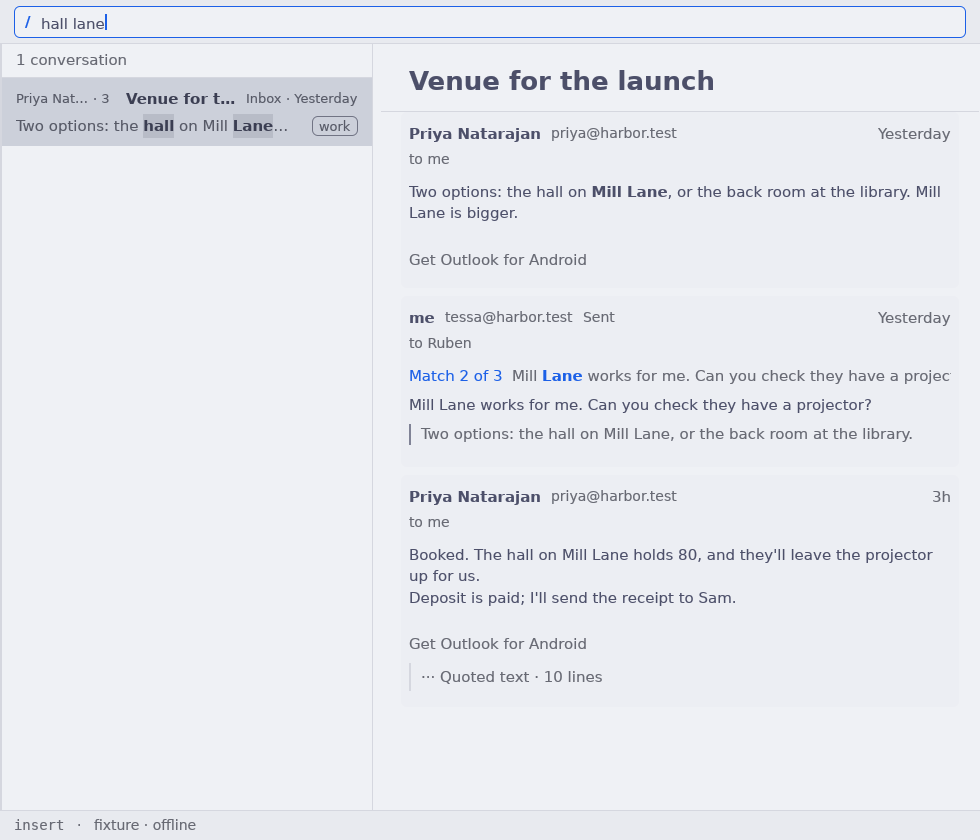 / hall lane
1 conversation
Priya Nat… · 3 Venue for t… Inbox · Yesterday
Two options: the hall on Mill Lane… work
Venue for the launch
Priya Natarajan priya@harbor.test Yesterday
to me
Two options: the hall on Mill Lane, or the back room at the library. Mill
Lane is bigger.
Get Outlook for Android
me tessa@harbor.test Sent Yesterday
to Ruben
Match 2 of 3 Mill Lane works for me. Can you check they have a projec
Mill Lane works for me. Can you check they have a projector?
Two options: the hall on Mill Lane, or the back room at the library.
Priya Natarajan priya@harbor.test 3h
to me
Booked. The hall on Mill Lane holds 80, and they'll leave the projector
up for us.
Deposit is paid; I'll send the receipt to Sam.
Get Outlook for Android
··· Quoted text · 10 lines
insert · fixture · offline